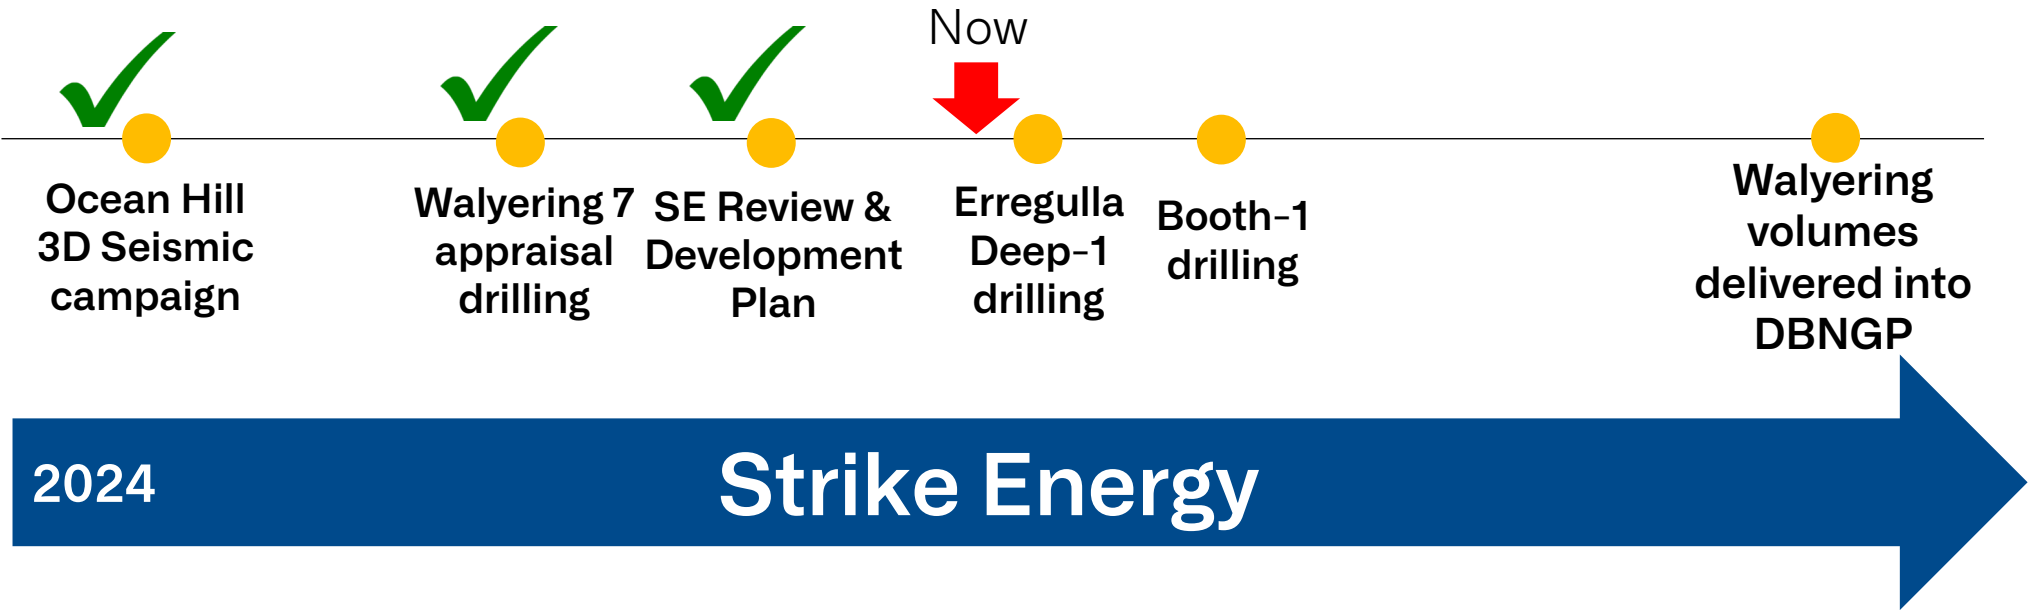 Now
Ocean Hill
3D Seismic
campaign
Walyering 7
appraisal
drilling
SE Review &
Development
Plan
Erregulla
Deep-1
drilling
Booth-1
drilling
Walyering
volumes
delivered into
DBNGP
2024
Strike Energy